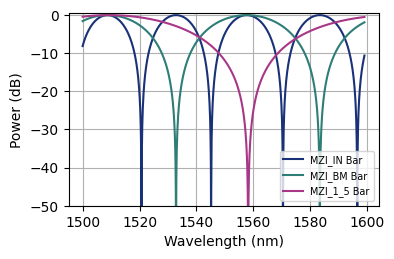 0
−10
−20
−30
−40
−50
Power (dB)
MZI_IN Bar
MZI_BM Bar
MZI_1_5 Bar
1500 1520 1540 1560 1580 1600
Wavelength (nm)